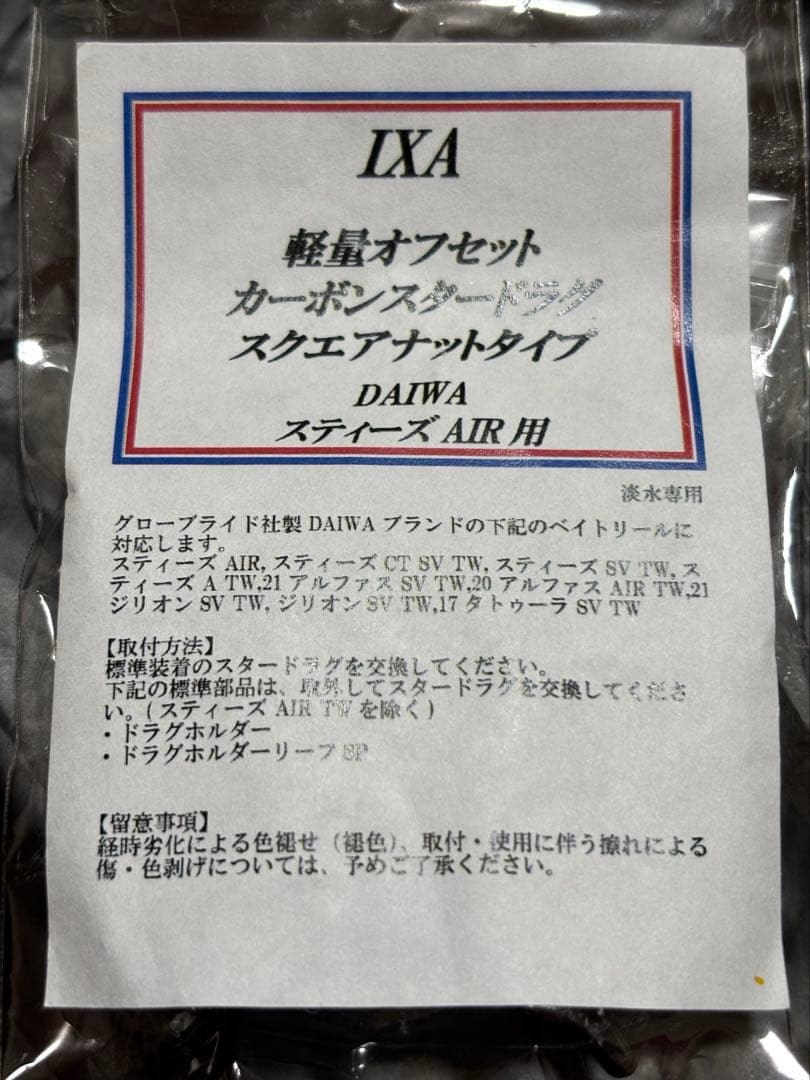 IXA
軽量オフセット
カーボンスタードラグ
スクエアナットタイプ
DAIWA
スティーズ AIR 用
淡水専用
グローブライド社製 DAIWA ブランドの下記のベイトリールに
対応します。
スティーズ AIR, スティーズ CT SV TW, スティーズ SV TW, ス
ティーズ A TW,21 アルファス SV TW,20 アルファス AIR TW,21
ジリオン SV TW, ジリオン SV TW,17 タトゥーラ SV TW
【取付方法】
標準装着のスタードラグを交換してください。
下記の標準部品は、取外してスタードラグを交換してくださ
い。( スティーズ AIR TW を除く )
・ドラグホルダー
・ドラグホルダーリーフ SP
【留意事項】
経時劣化による色褪せ（褪色）、取付・使用に伴う擦れによる
傷・色剥げについては、予めご了承ください。